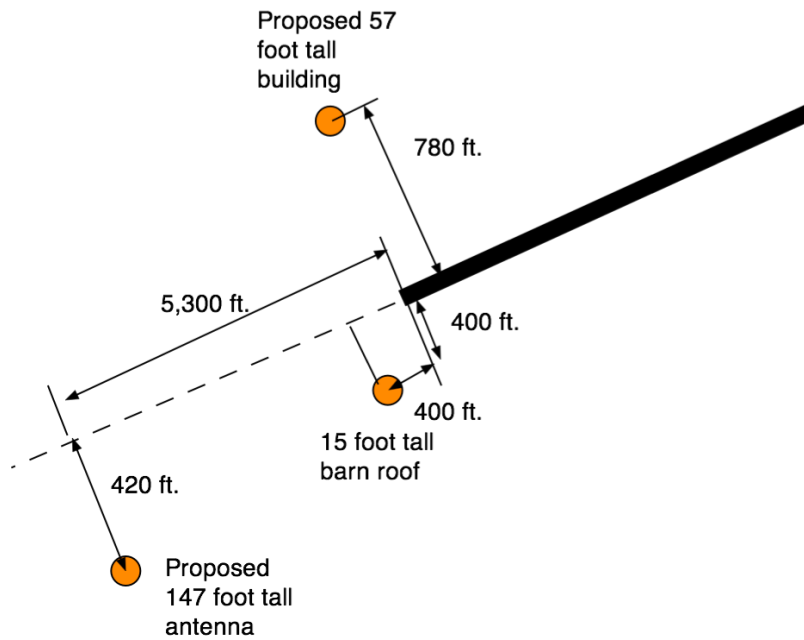 Proposed 57
foot tall
building
780 ft.
5,300 ft.
400 ft.
400 ft.
15 foot tall
barn roof
420 ft.
Proposed
147 foot tall
antenna